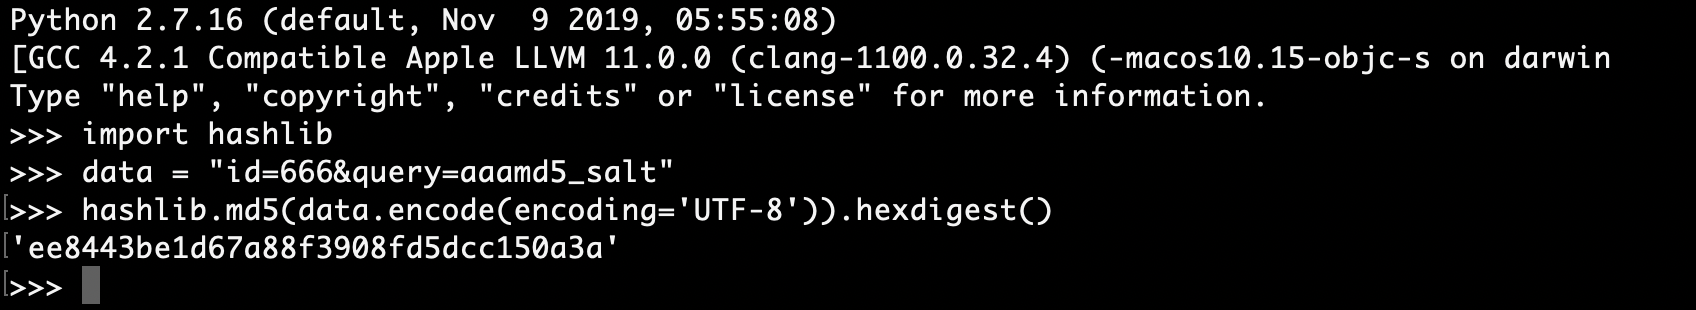 Python 2.7.16 (default, Nov  9 2019, 05:55:08)
[GCC 4.2.1 Compatible Apple LLVM 11.0.0 (clang-1100.0.32.4) (-macos10.15-objc-s on darwin
Type "help", "copyright", "credits" or "license" for more information.
>>> import hashlib
>>> data = "id=666&query=aaamd5_salt"
[>>> hashlib.md5(data.encode(encoding='UTF-8')).hexdigest()
['ee8443be1d67a88f3908fd5dcc150a3a'
[>>>